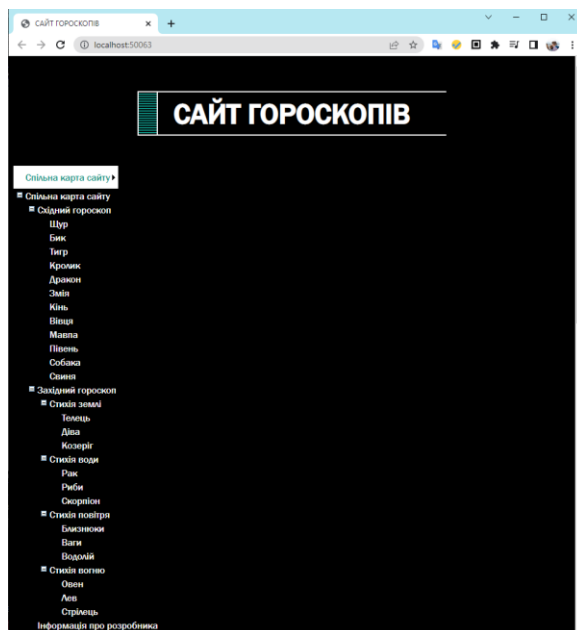 САЙТ ГОРОСКОПІВ
localhost:50063
САЙТ ГОРОСКОПІВ
Спільна карта сайту
Спільна карта сайту
Східний гороскоп
Щур
Бик
Тигр
Кролик
Дракон
Змія
Кінь
Вівця
Мавпа
Півень
Собака
Свиня
Західний гороскоп
Стихія землі
Телець
Діва
Козеріг
Стихія води
Рак
Риби
Скорпіон
Стихія повітря
Близнюки
Ваги
Водолій
Стихія вогню
Овен
Лев
Стрілець
Інформація про розробника